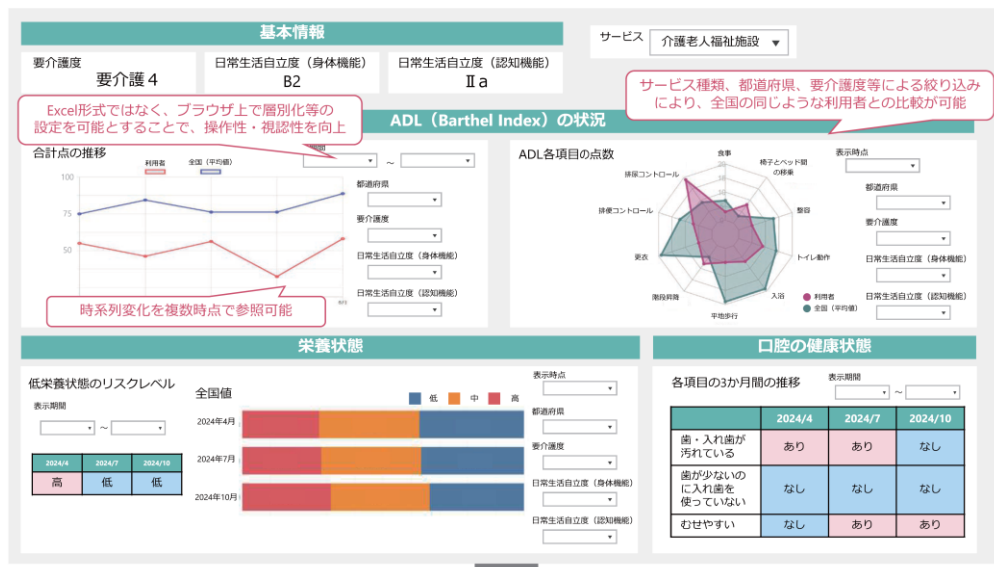 基本情報
サービス
介護老人福祉施設
要介護度
要介護４
日常生活自立度（身体機能）
B2
日常生活自立度（認知機能）
Ⅱa
サービス種類、都道府県、要介護度等による絞り込み
により、全国の同じような利用者との比較が可能
Excel形式ではなく、ブラウザ上で層別化等の
設定を可能とすることで、操作性・視認性を向上
ADL（Barthel Index）の状況
合計点の推移
利用者
全国（平均値）
～
100
75
50
都道府県
要介護度
日常生活自立度（身体機能）
日常生活自立度（認知機能）
時系列変化を複数時点で参照可能
ADL各項目の点数
食事
椅子とベッド間
の移乗
整容
トイレ動作
入浴
平地歩行
階段昇降
更衣
排便コントロール
排尿コントロール
利用者
全国（平均値）
表示時点
都道府県
要介護度
日常生活自立度（身体機能）
日常生活自立度（認知機能）
栄養状態
低栄養状態のリスクレベル
表示期間
～
2024/4 2024/7 2024/10
高 低 低
全国値
低 中 高
2024年4月
2024年7月
2024年10月
表示時点
都道府県
要介護度
日常生活自立度（身体機能）
日常生活自立度（認知機能）
口腔の健康状態
各項目の3か月間の推移
表示期間
～
2024/4 2024/7 2024/10
歯・入れ歯が
汚れている
あり あり なし
歯が少ないの
に入れ歯を
使っていない
なし なし なし
むせやすい なし あり あり